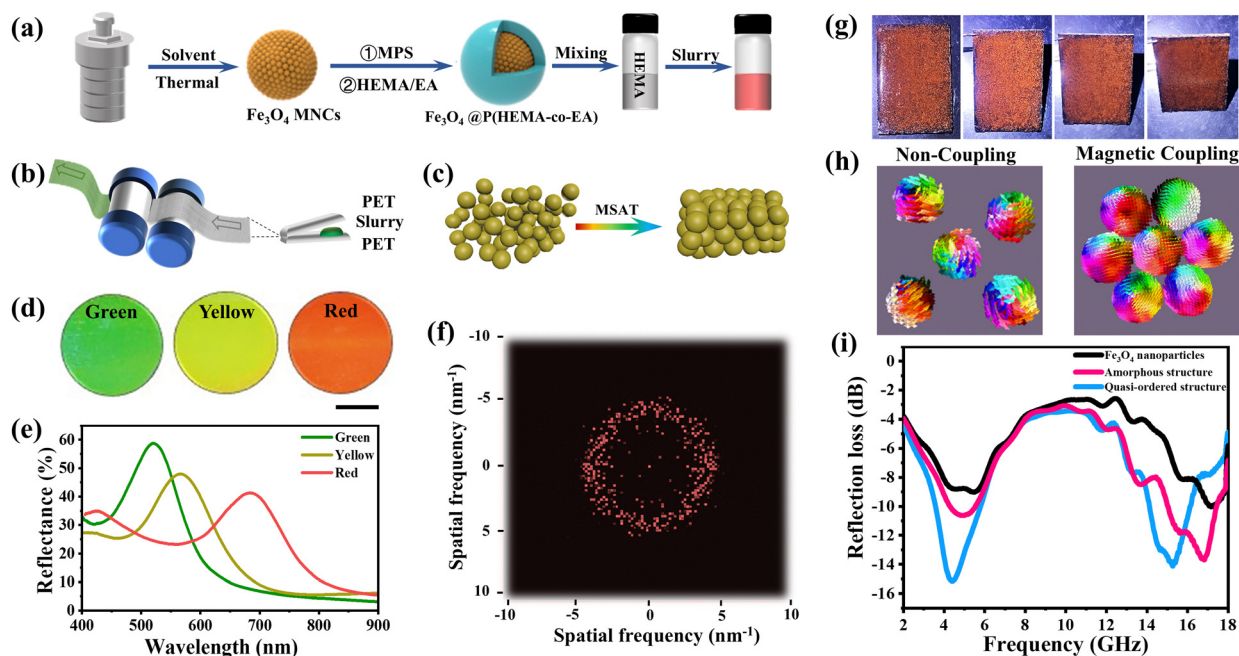 (a)
Solvent
Thermal
Fe₃O₄ MNCs
①MPS
②HEMA/EA
Fe₃O₄ @P(HEMA-co-EA)
Mixing
HEMA
Slurry
(b)
PET
Slurry
PET
(c)
MSAT
(d)
Green
Yellow
Red
(e)
Reflectance (%)
60
50
40
30
20
10
0
Green
Yellow
Red
400 500 600 700 800 900
Wavelength (nm)
(f)
Spatial frequency (nm⁻¹) Spatial frequency (nm⁻¹)
-10
-5
0
5
10
-10 -5 0 5 10
Spatial frequency (nm⁻¹)
(g)
(h)
Non-Coupling
Magnetic Coupling
(i)
Reflection loss (dB)
0
-2
-4
-6
-8
-10
-12
-14
-16
Fe₃O₄ nanoparticles
Amorphous structure
Quasi-ordered structure
2 4 6 8 10 12 14 16 18
Frequency (GHz)